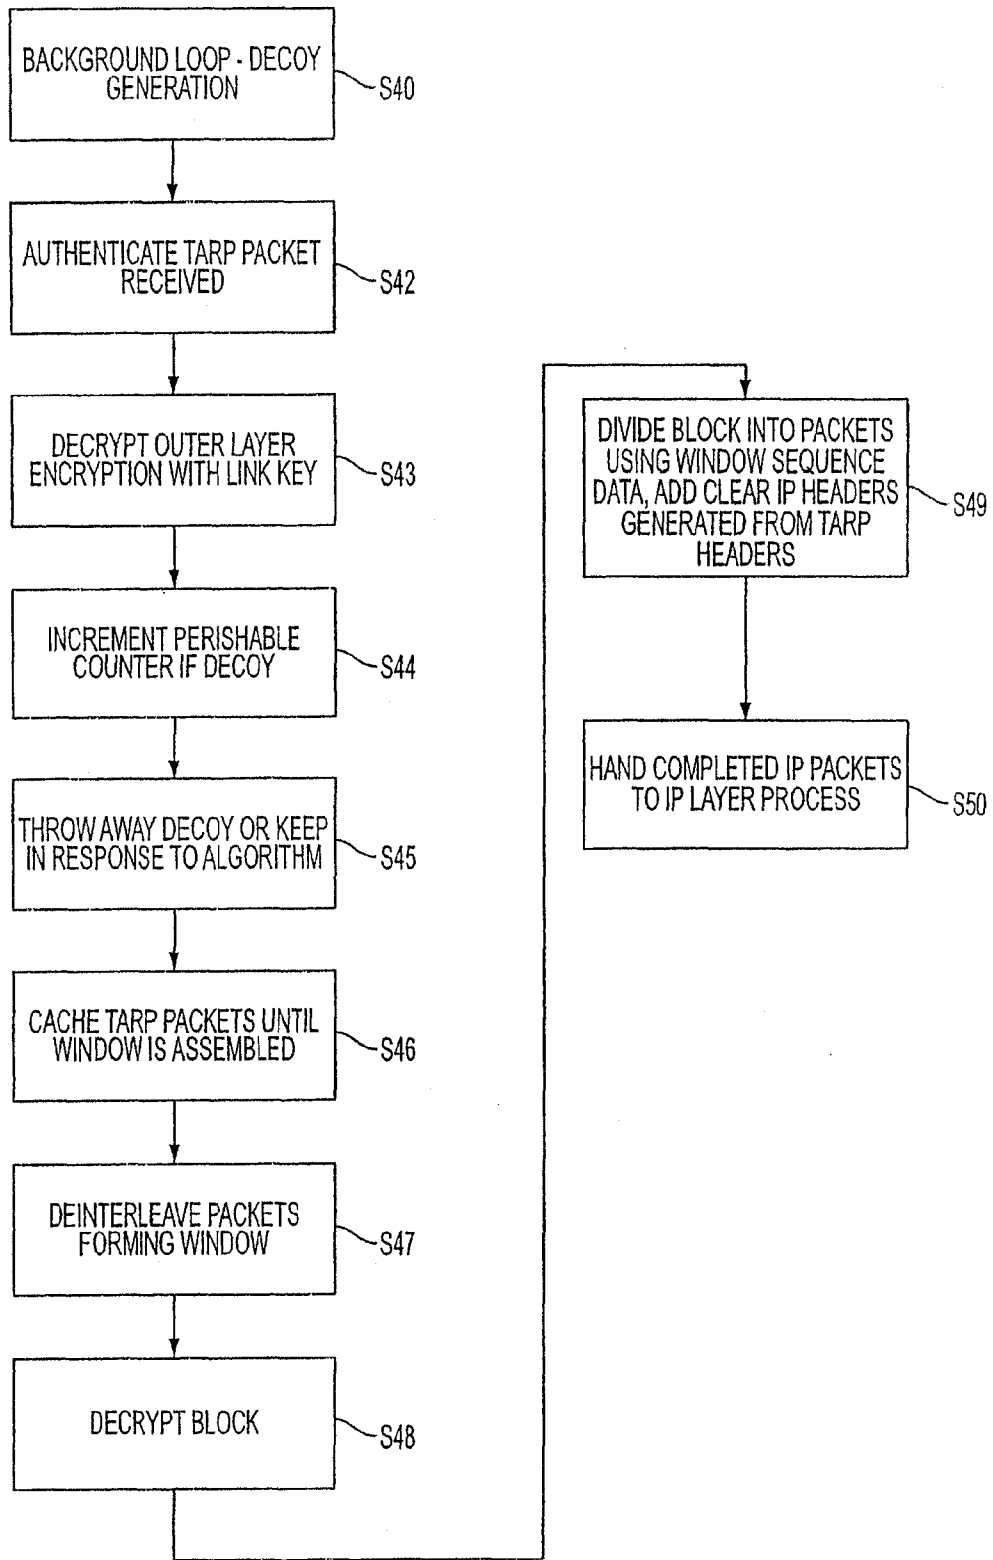 BACKGROUND LOOP - DECOY
GENERATION
S40
AUTHENTICATE TARP PACKET
RECEIVED
S42
DECRYPT OUTER LAYER
ENCRYPTION WITH LINK KEY
S43
INCREMENT PERISHABLE
COUNTER IF DECOY
S44
THROW AWAY DECOY OR KEEP
IN RESPONSE TO ALGORITHM
S45
CACHE TARP PACKETS UNTIL
WINDOW IS ASSEMBLED
S46
DEINTERLEAVE PACKETS
FORMING WINDOW
S47
DECRYPT BLOCK
S48
DIVIDE BLOCK INTO PACKETS
USING WINDOW SEQUENCE
DATA, ADD CLEAR IP HEADERS
GENERATED FROM TARP
HEADERS
S49
HAND COMPLETED IP PACKETS
TO IP LAYER PROCESS
S50